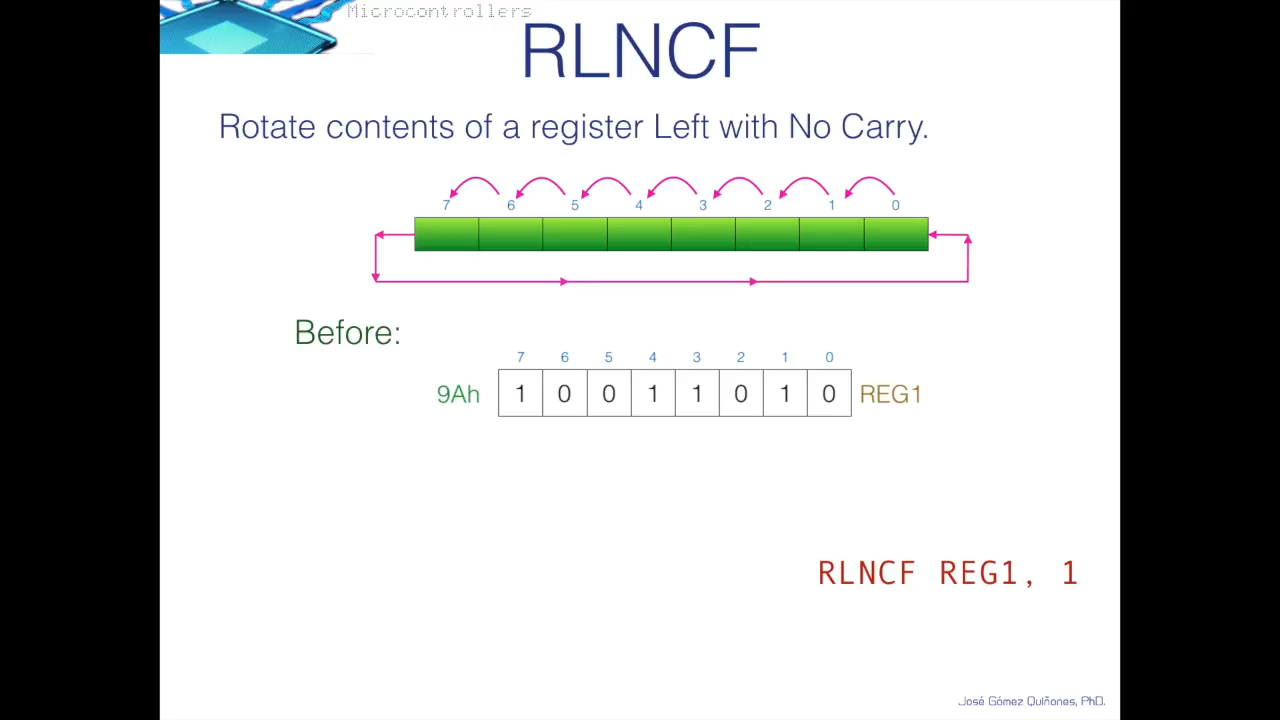 Microcontrollers
RLNCF
Rotate contents of a register Left with No Carry.
7 6 5 4 3 2 1 0
Before:
7 6 5 4 3 2 1 0
9Ah 1 0 0 1 1 0 1 0 REG1
RLNCF REG1, 1
José Gómez Quiñones, PhD.